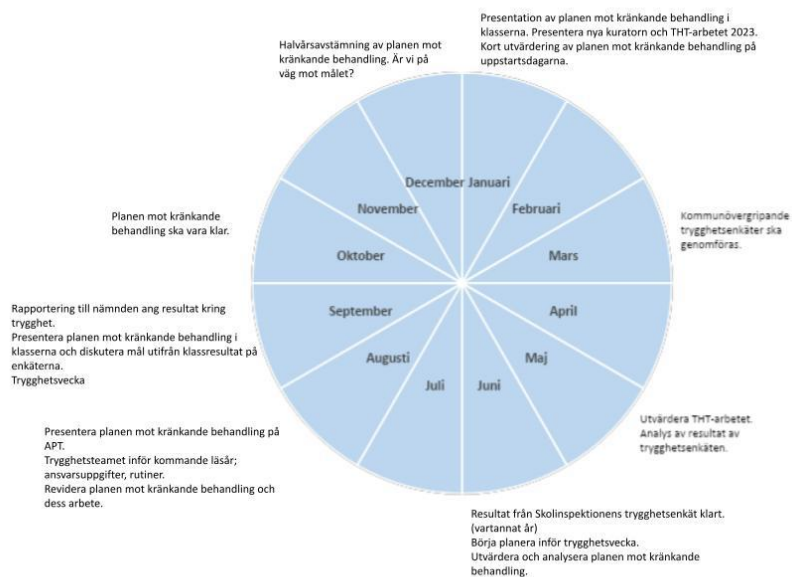 Presentation av planen mot kränkande behandling i
klasserna. Presentera nya kuratorn och THT-arbetet 2023.
Kort utvärdering av planen mot kränkande behandling på
uppstartsdagarna.
Halvårsavstämning av planen mot
kränkande behandling. Är vi på
väg mot målet?
December
Januari
November
Februari
Planen mot kränkande
behandling ska vara klar.
Kommunövergripande
trygghetsenkäter ska
genomföras.
Oktober
Mars
September
April
Rapportering till nämnden ang resultat kring
trygghet.
Presentera planen mot kränkande behandling i
klasserna och diskutera mål utifrån klassresultat på
enkäterna.
Trygghetsvecka
Augusti
Maj
Juli
Juni
Utvärdera THT-arbetet.
Analys av resultat av
trygghetsenkäten.
Presentera planen mot kränkande behandling på
APT.
Trygghetsteamet inför kommande läsår;
ansvarsuppgifter, rutiner.
Revidera planen mot kränkande behandling och
dess arbete.
Resultat från Skolinspektionens trygghetsenkät klart.
(vartannat år)
Börja planera inför trygghetsvecka.
Utvärdera och analysera planen mot kränkande
behandling.